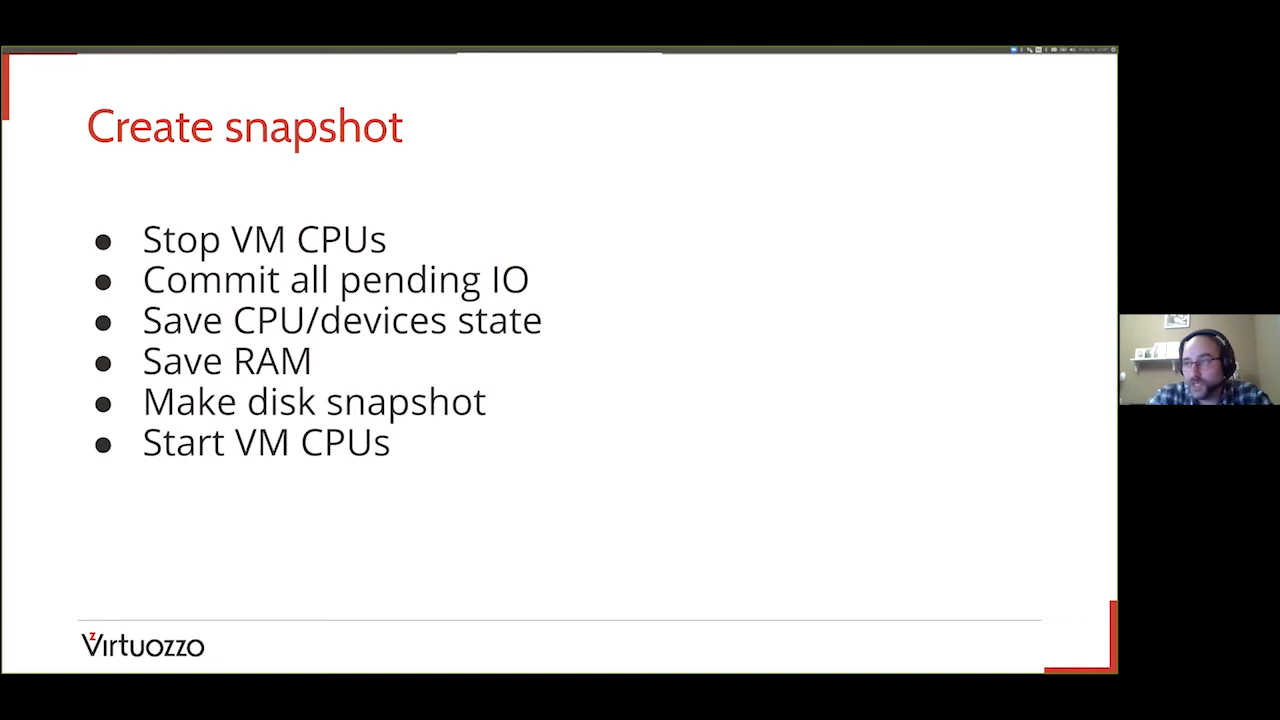 Create snapshot
● Stop VM CPUs
● Commit all pending IO
● Save CPU/devices state
● Save RAM
● Make disk snapshot
● Start VM CPUs
Virtuozzo